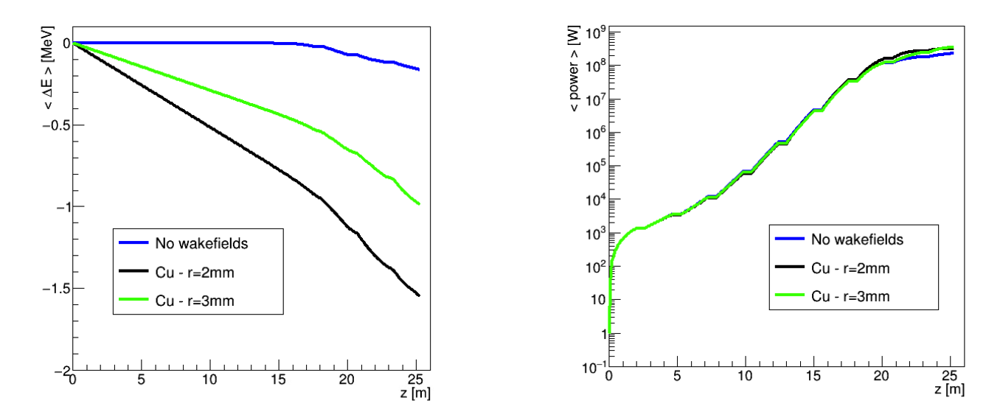 < ΔE > [MeV]
0
−0.5
−1
−1.5
−2
0 5 10 15 20 25
z [m]
No wakefields
Cu - r=2mm
Cu - r=3mm
< power > [W]
10⁹
10⁸
10⁷
10⁶
10⁵
10⁴
10³
10²
10
1
10⁻¹
0 5 10 15 20 25
z [m]
No wakefields
Cu - r=2mm
Cu - r=3mm